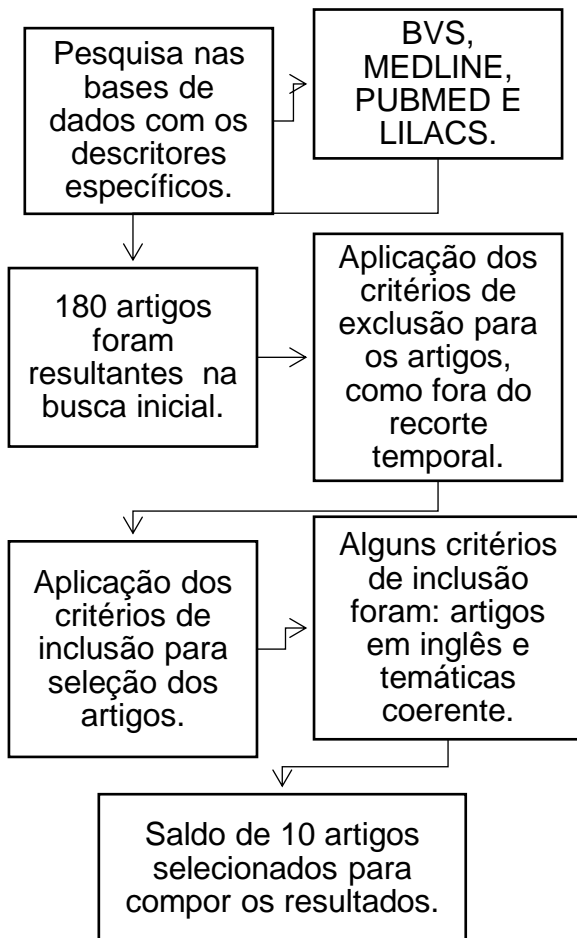 Pesquisa nas
bases de
dados com os
descritores
específicos.
BVS,
MEDLINE,
PUBMED E
LILACS.
180 artigos
foram
resultantes na
busca inicial.
Aplicação dos
critérios de
exclusão para
os artigos,
como fora do
recorte
temporal.
Aplicação dos
critérios de
inclusão para
seleção dos
artigos.
Alguns critérios
de inclusão
foram: artigos
em inglês e
temáticas
coerente.
Saldo de 10 artigos
selecionados para
compor os resultados.